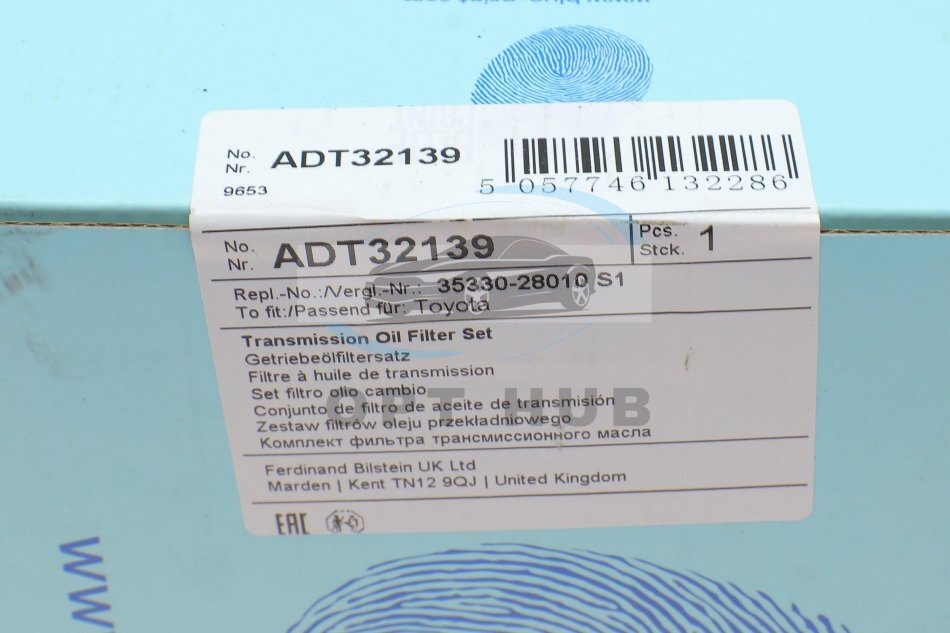 No.
Nr.
ADT32139
9653
5 057746 132286
No.
Nr.
ADT32139
Pcs.
Stck.
1
Repl.-No.:/Vergl.-Nr.: 35330-28010 S1
To fit:/Passend für: Toyota
Transmission Oil Filter Set
Getriebeölfiltersatz
Filtre à huile de transmission
Set filtro olio cambio
Conjunto de filtro de aceite de transmisión
Zestaw filtrów oleju przekładniowego
Комплект фильтра трансмиссионного масла
OPT HUB
Ferdinand Bilstein UK Ltd
Marden | Kent TN12 9QJ | United Kingdom
EAC